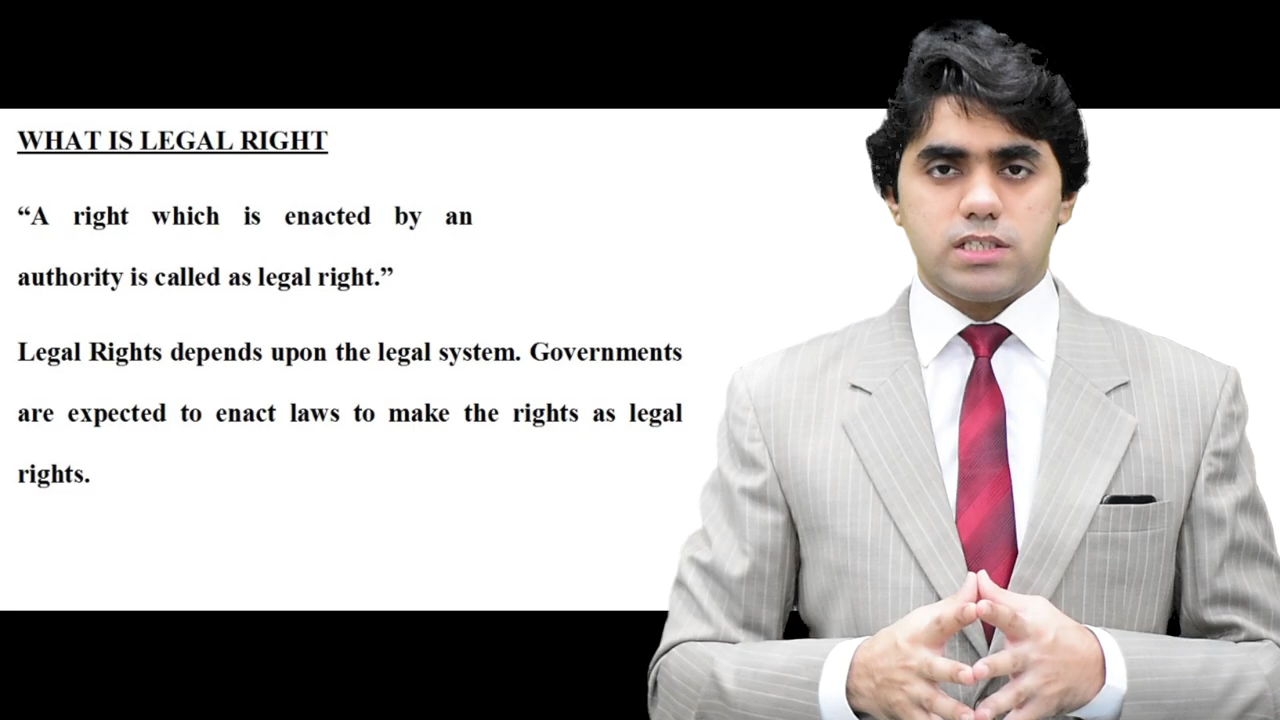 WHAT IS LEGAL RIGHT
“A right which is enacted by an
authority is called as legal right.”
Legal Rights depends upon the legal system. Governments
are expected to enact laws to make the rights as legal
rights.